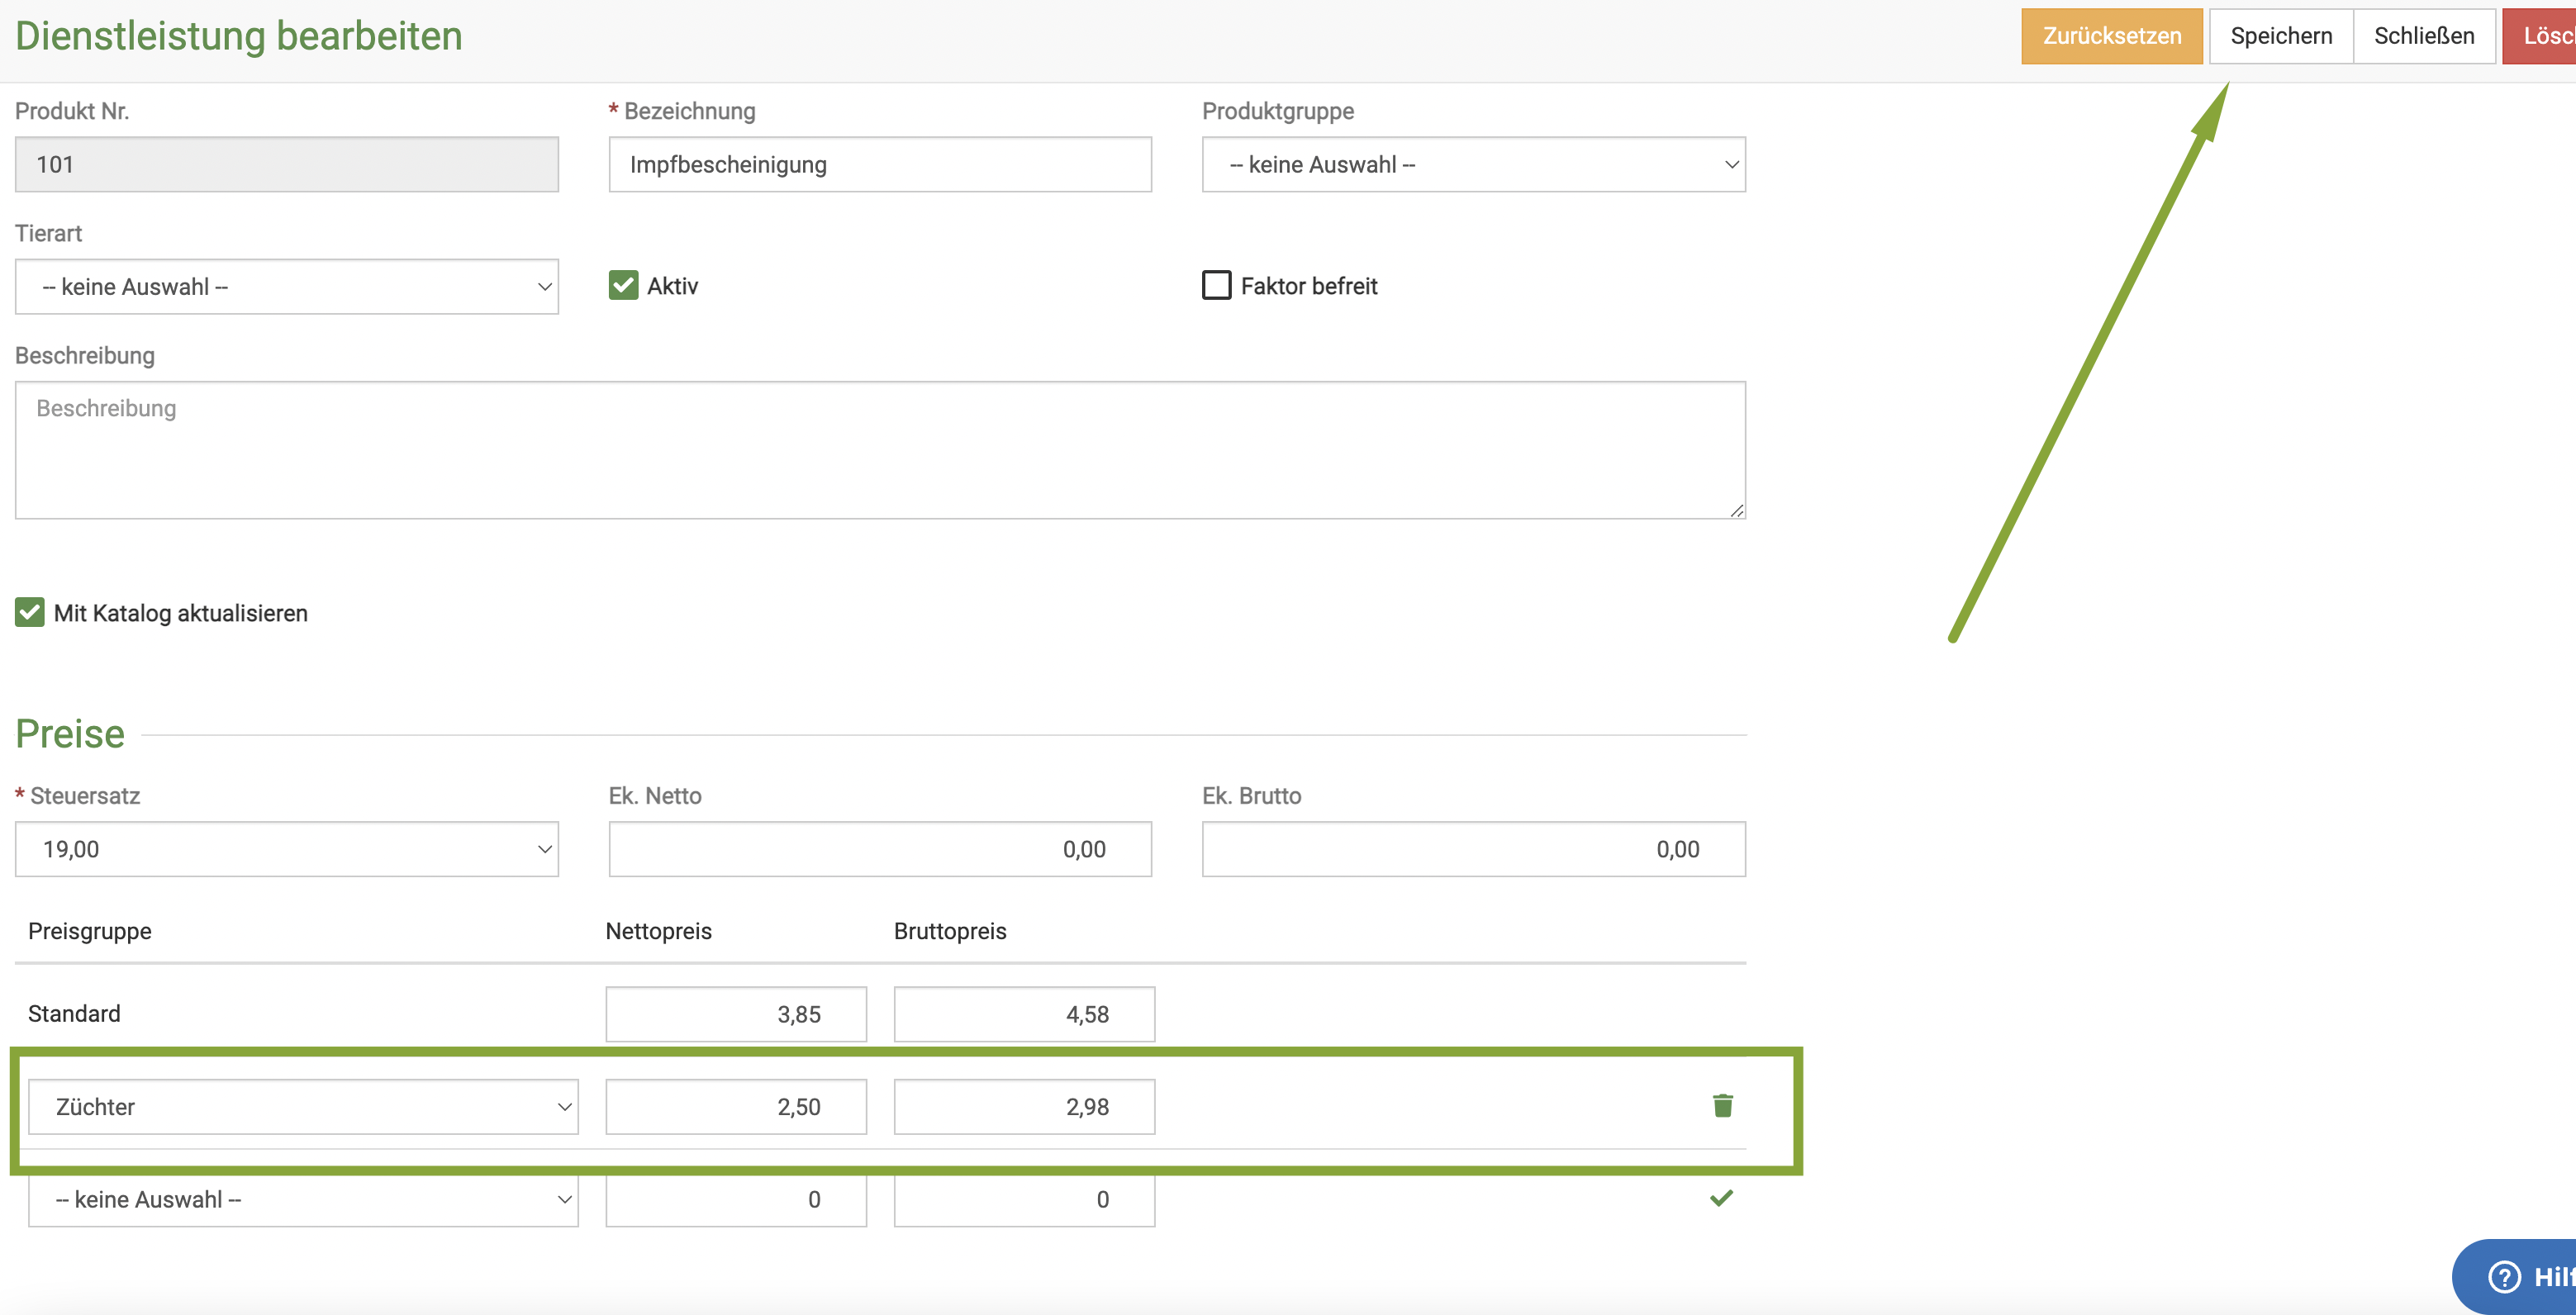 Dienstleistung bearbeiten
Zurücksetzen Speichern Schließen
Produkt Nr. * Bezeichnung Produktgruppe
101 Impfbescheinigung -- keine Auswahl --
Tierart
-- keine Auswahl -- Aktiv Faktor befreit
Beschreibung
Beschreibung
Mit Katalog aktualisieren
Preise
* Steuersatz Ek. Netto Ek. Brutto
19,00 0,00 0,00
Preisgruppe Nettopreis Bruttopreis
Standard 3,85 4,58
Züchter 2,50 2,98
-- keine Auswahl -- 0 0
?